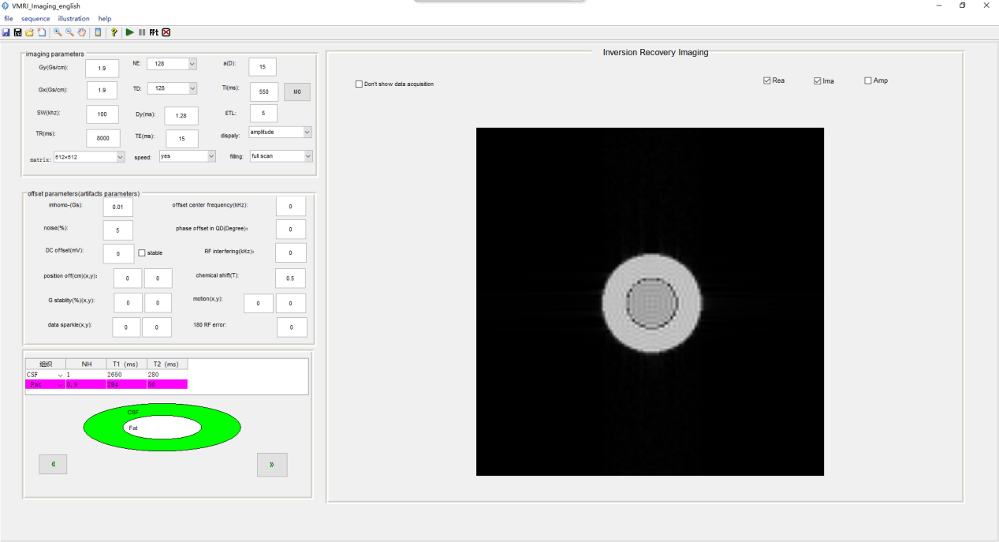 VMRI_Imaging_english
file sequence illustration help
Fft
imaging parameters
Gy(Gs/cm): 1.9 NE: 128 a(D): 15
Gx(Gs/cm): 1.9 TD: 128 TI(ms): 550 M0
SW(khz): 100 Dy(ms): 1.28 ETL: 5
TR(ms): 8000 TE(ms): 15 dispaly: amplitude
matrix: 512×512 speed: yes filling: full scan
offset parameters(artifacts parameters)
imhomo-(Gs): 0.01 offset center frequency(kHz): 0
noise(%): 5 phase offset in QD(Degree): 0
DC offset(mV): 0 stable RF interfering(kHz): 0
position off(cm)(x,y): 0 0 chemical shift(T): 0.5
G stablity(%)(x,y): 0 0 motion(x,y): 0 0
data sparkle(x,y): 0 0 180 RF error: 0
组织 NH T1 (ms) T2 (ms)
CSF 1 2650 280
Fat 0.9 284 60
CSF
Fat
« »
Inversion Recovery Imaging
Don't show data acquisition Rea Ima Amp